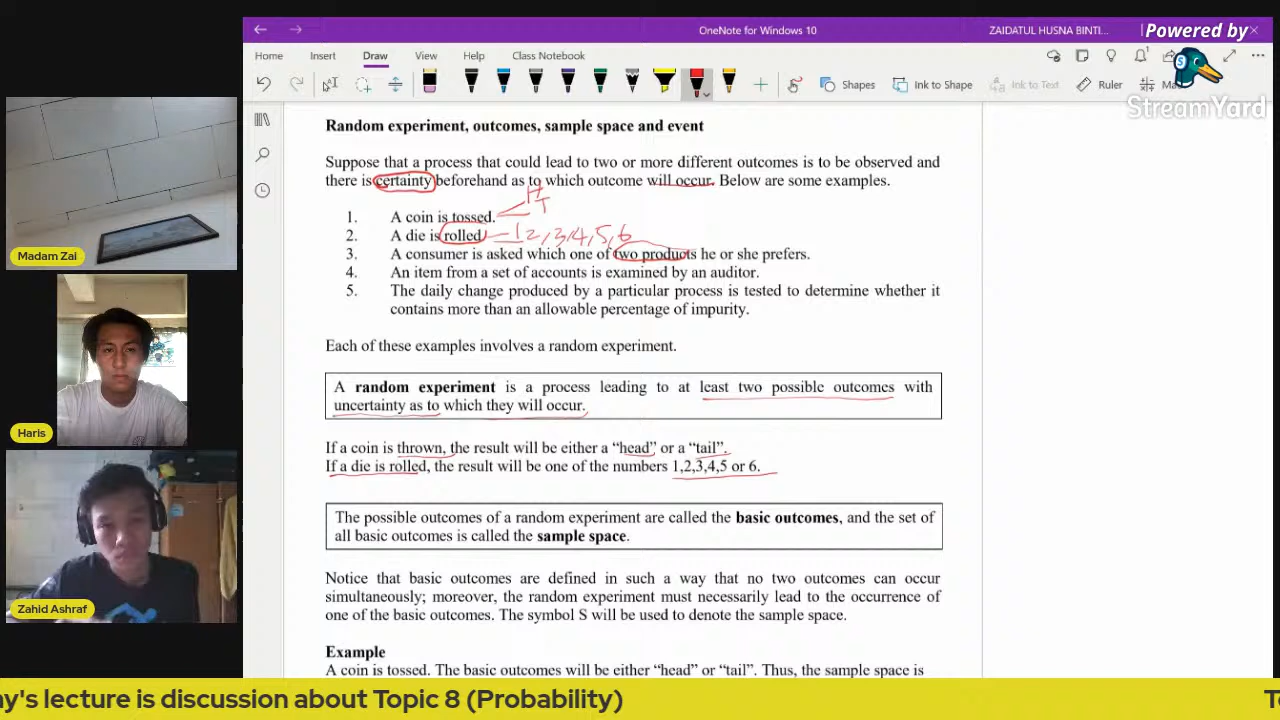 OneNote for Windows 10
ZAIDATUL HUSNA BINTI...
Powered by
StreamYard
Home Insert Draw View Help Class Notebook
Shapes Ink to Shape Ink to Text Ruler
Random experiment, outcomes, sample space and event
Suppose that a process that could lead to two or more different outcomes is to be observed and
there is certainty beforehand as to which outcome will occur. Below are some examples.
H
T
1. A coin is tossed.
2. A die is rolled 1 2, 3, 4, 5, 6
3. A consumer is asked which one of two products he or she prefers.
4. An item from a set of accounts is examined by an auditor.
5. The daily change produced by a particular process is tested to determine whether it
contains more than an allowable percentage of impurity.
Each of these examples involves a random experiment.
A random experiment is a process leading to at least two possible outcomes with
uncertainty as to which they will occur.
If a coin is thrown, the result will be either a “head” or a “tail”.
If a die is rolled, the result will be one of the numbers 1,2,3,4,5 or 6.
The possible outcomes of a random experiment are called the basic outcomes, and the set of
all basic outcomes is called the sample space.
Notice that basic outcomes are defined in such a way that no two outcomes can occur
simultaneously; moreover, the random experiment must necessarily lead to the occurrence of
one of the basic outcomes. The symbol S will be used to denote the sample space.
Example
A coin is tossed. The basic outcomes will be either “head” or “tail”. Thus, the sample space is
Madam Zai
Haris
Zahid Ashraf
ay's lecture is discussion about Topic 8 (Probability)